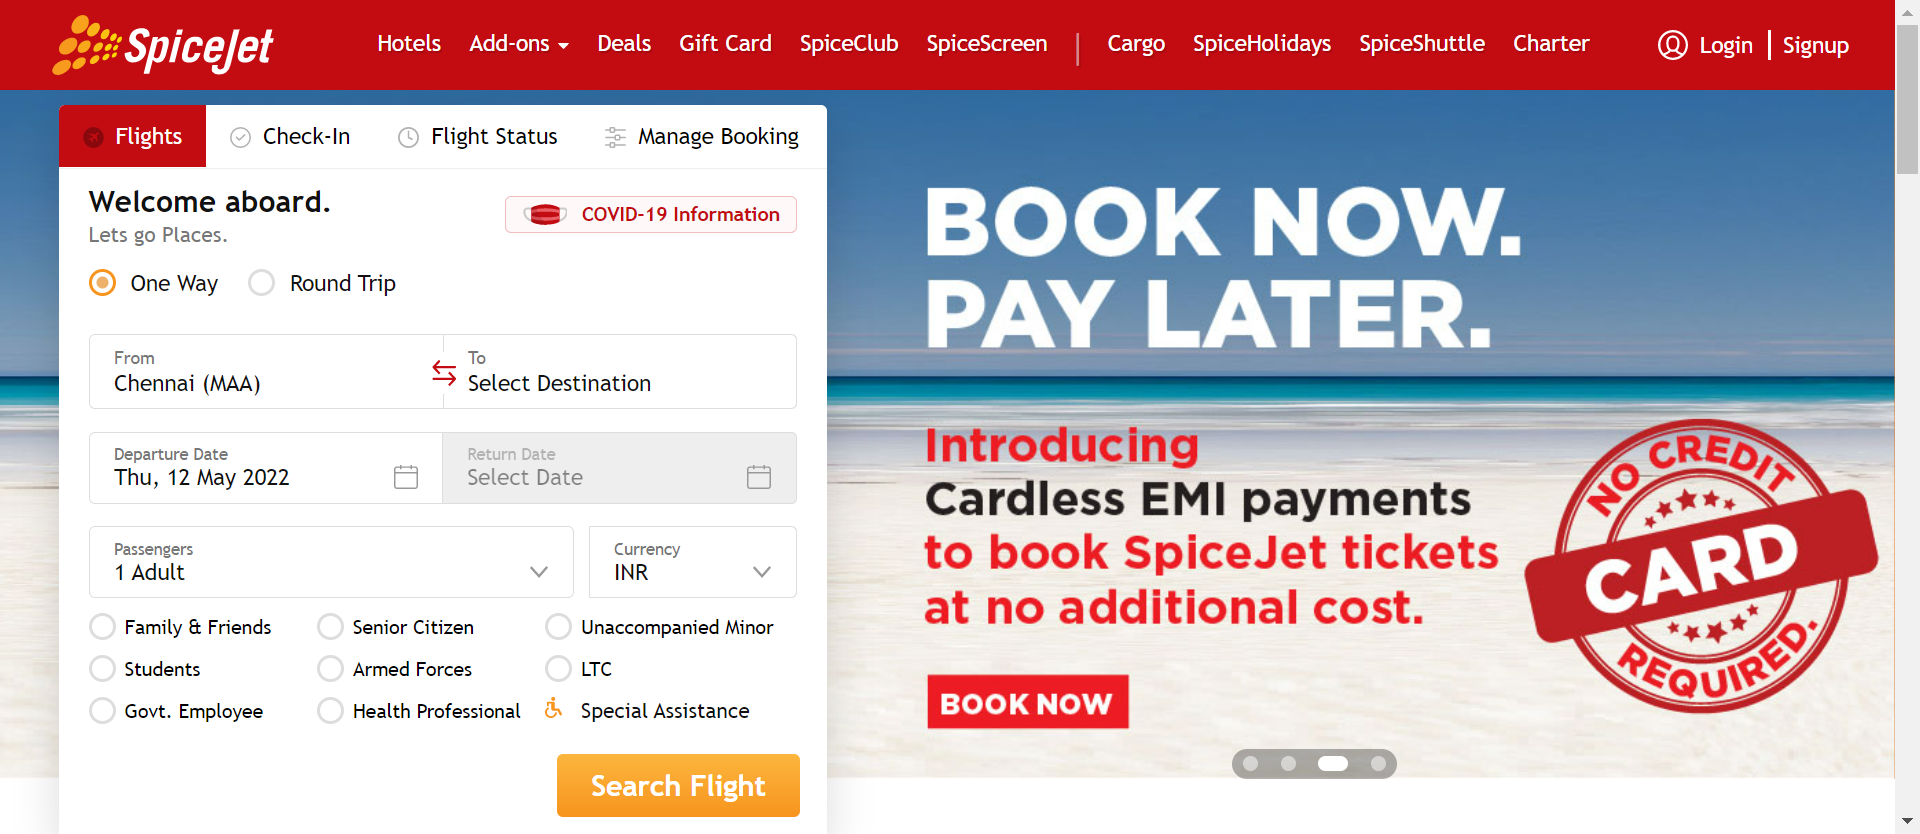 SpiceJet
Hotels Add-ons Deals Gift Card SpiceClub SpiceScreen | Cargo SpiceHolidays SpiceShuttle Charter Login | Signup
Flights Check-In Flight Status Manage Booking
Welcome aboard.
Lets go Places.
COVID-19 Information
One Way Round Trip
From
Chennai (MAA)
To
Select Destination
Departure Date
Thu, 12 May 2022
Return Date
Select Date
Passengers
1 Adult
Currency
INR
Family & Friends Senior Citizen Unaccompanied Minor
Students Armed Forces LTC
Govt. Employee Health Professional Special Assistance
Search Flight
BOOK NOW.
PAY LATER.
Introducing
Cardless EMI payments
to book SpiceJet tickets
at no additional cost.
BOOK NOW
NO CREDIT
CARD
REQUIRED.